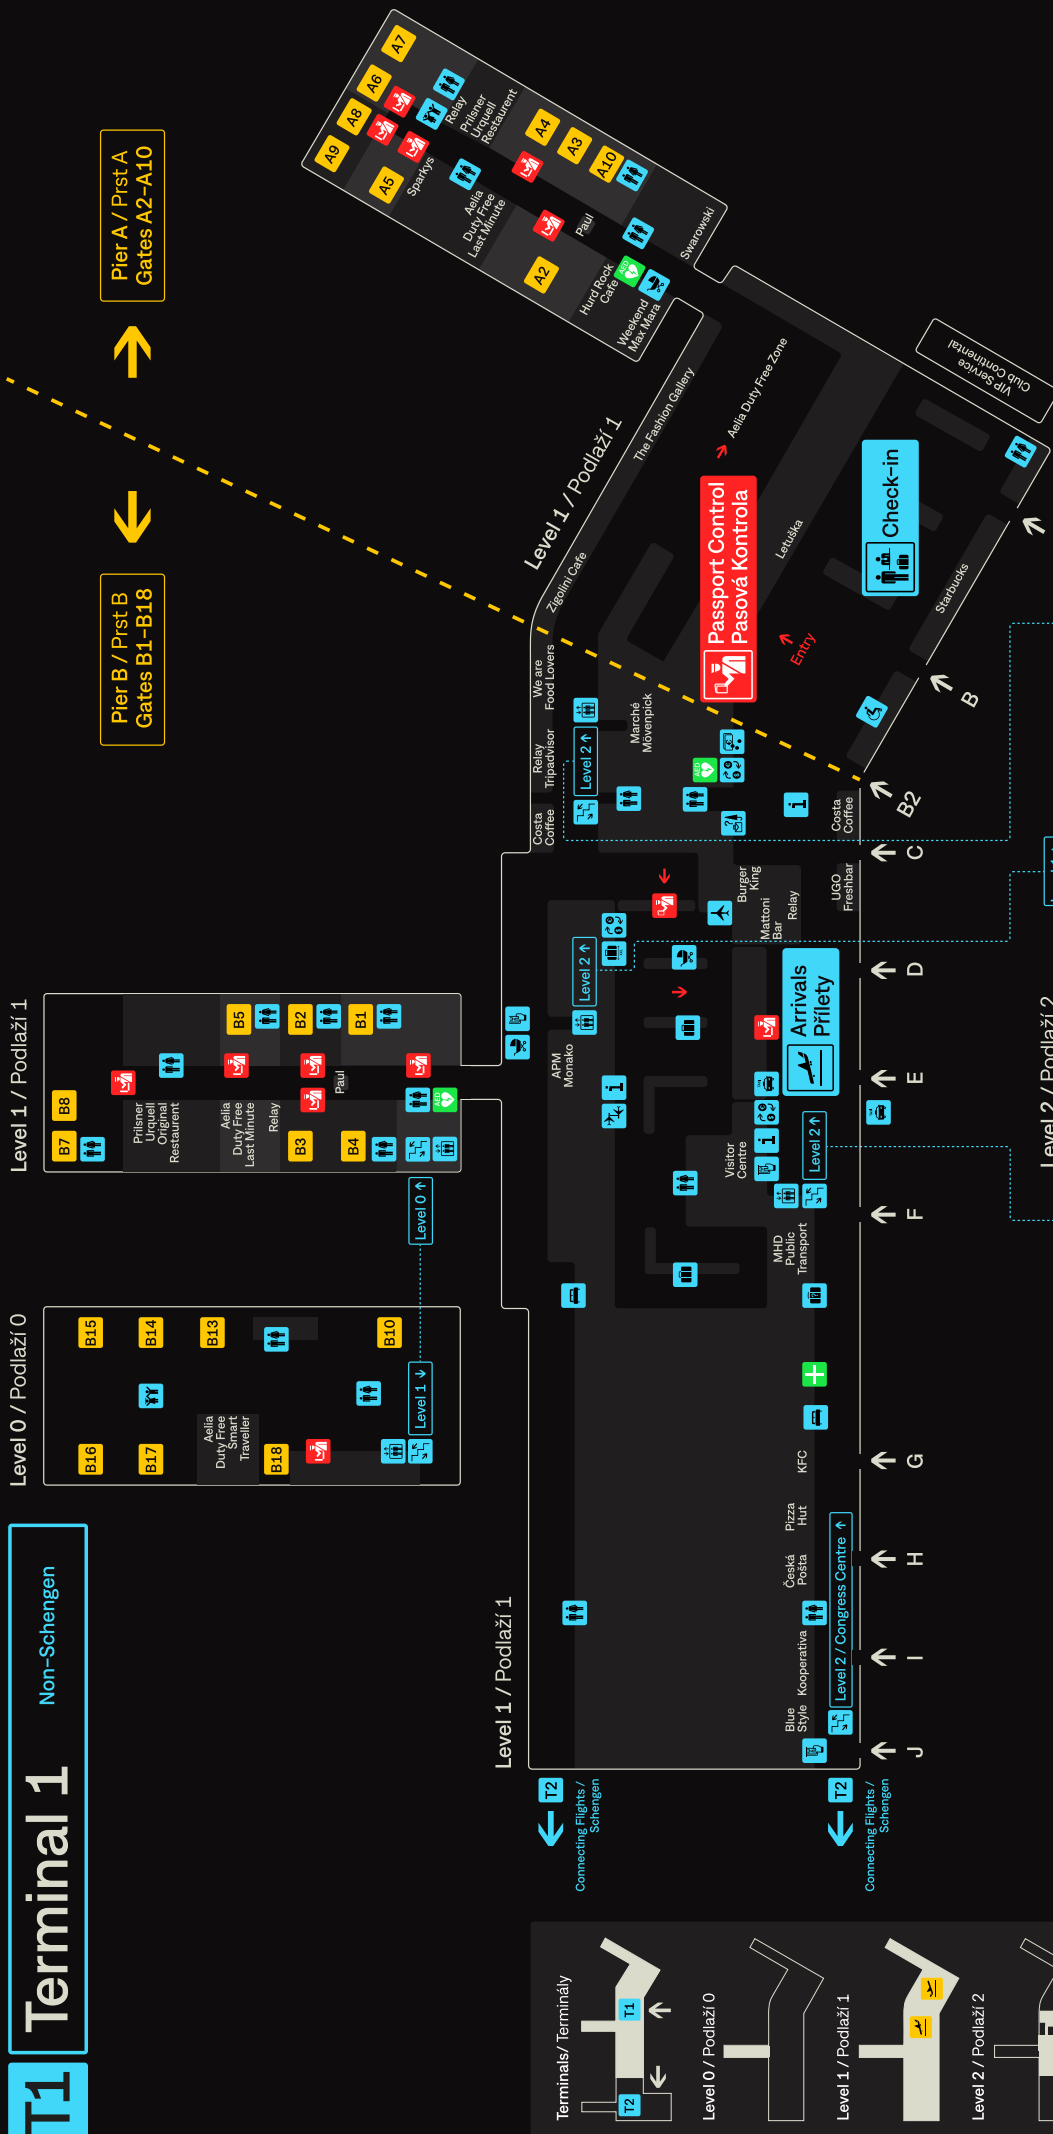 T1
Terminal 1
Non-Schengen
Pier B / Prst B
Gates B1-B18
Pier A / Prst A
Gates A2-A10
Level 0 / Podlaží 0
B16
B15
B17
B14
B13
Aelia
Duty Free
Smart
Traveller
B18
B10
Level 1 ↓
Level 0 ↑
Level 1 / Podlaží 1
B7
B8
Prilsner
Urquell
Original
Restaurent
Aelia
Duty Free
Last Minute
Relay
B5
B2
B1
B3
B4
Paul
AED
A9
A8
A6
A7
A5
Sparkys
Relay
Prilsner
Urquell
Restaurent
Aelia
Duty Free
Last Minute
A4
A3
A10
A2
Paul
Hurd Rock
Cafe
AED
Weekend
Max Mara
Swarowski
Level 1 / Podlaží 1
The Fashion Gallery
Zigolini Cafe
Aelia Duty Free Zone
VIP Service
Club Continental
Passport Control
Pasová Kontrola
Letuška
Entry
Check-in
Starbucks
We are
Food Lovers
Relay
Tripadvisor
Costa
Coffee
Level 2 ↑
Marché
Mövenpick
AED
Costa
Coffee
UGO
Freshbar
Burger
King
Mattoni
Bar
Relay
Level 2 ↑
APM
Monako
Arrivals
Přílety
Visitor
Centre
Level 2 ↑
MHD
Public
Transport
KFC
Pizza
Hut
Česká
Pošta
Kooperativa
Blue
Style
Level 2 / Congress Centre ↑
Level 1 / Podlaží 1
T2
Connecting Flights /
Schengen
T2
Connecting Flights /
Schengen
J
I
H
G
F
E
D
C
B2
B
Level 2 / Podlaží 2
Terminals / Terminály
T2
T1
Level 0 / Podlaží 0
Level 1 / Podlaží 1
Level 2 / Podlaží 2